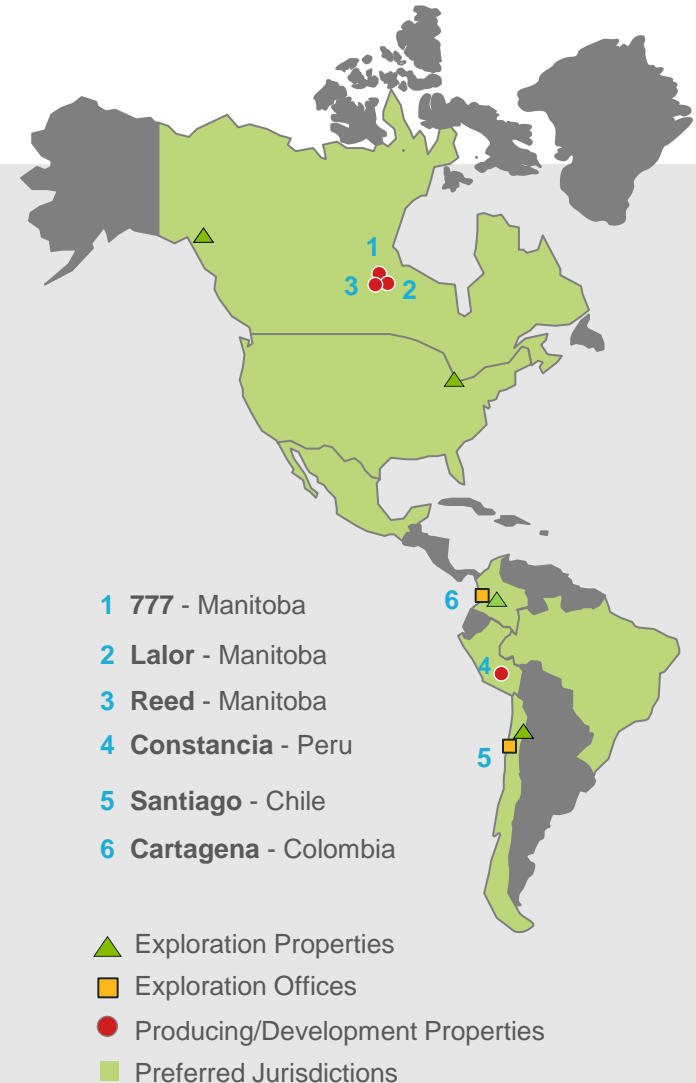 1
3
2
6
4
5
1 777 - Manitoba
2 Lalor - Manitoba
3 Reed - Manitoba
4 Constancia - Peru
5 Santiago - Chile
6 Cartagena - Colombia
Exploration Properties
Exploration Offices
Producing/Development Properties
Preferred Jurisdictions